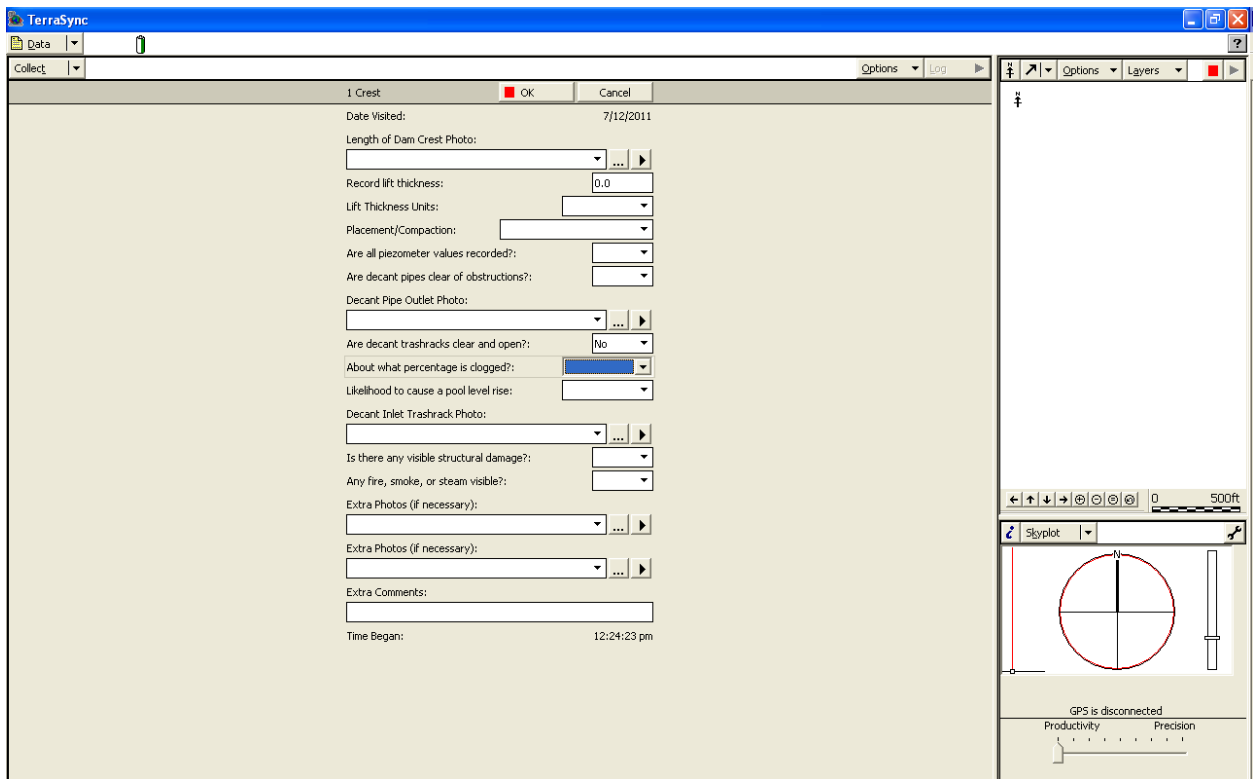 TerraSync
Data
?
Collect Options Log
1 Crest OK Cancel
Date Visited: 7/12/2011
Length of Dam Crest Photo:
...
Record lift thickness: 0.0
Lift Thickness Units:
Placement/Compaction:
Are all piezometer values recorded?:
Are decant pipes clear of obstructions?:
Decant Pipe Outlet Photo:
...
Are decant trashracks clear and open?: No
About what percentage is clogged?:
Likelihood to cause a pool level rise:
Decant Inlet Trashrack Photo:
...
Is there any visible structural damage?:
Any fire, smoke, or steam visible?:
Extra Photos (if necessary):
...
Extra Photos (if necessary):
...
Extra Comments:
Time Began: 12:24:23 pm
N Options Layers
N
0 500ft
i Skyplot
N
GPS is disconnected
Productivity Precision